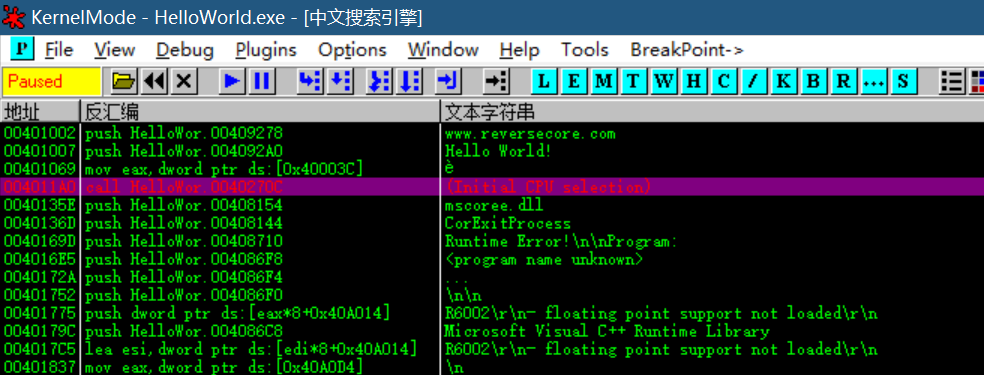 KernelMode - HelloWorld.exe - [中文搜索引擎]
P File View Debug Plugins Options Window Help Tools BreakPoint->
Paused L E M T W H C / K B R ... S
地址 反汇编 文本字符串
00401002 push HelloWor.00409278 www.reversecore.com
00401007 push HelloWor.004092A0 Hello World!
00401069 mov eax,dword ptr ds:[0x40003C] è
004011A0 call HelloWor.0040270C (Initial CPU selection)
0040135E push HelloWor.00408154 mscoree.dll
0040136D push HelloWor.00408144 CorExitProcess
0040169D push HelloWor.00408710 Runtime Error!\n\nProgram:
004016E5 push HelloWor.004086F8 <program name unknown>
0040172A push HelloWor.004086F4 ...
00401752 push HelloWor.004086F0 \n\n
00401775 push dword ptr ds:[eax*8+0x40A014] R6002\r\n- floating point support not loaded\r\n
0040179C push HelloWor.004086C8 Microsoft Visual C++ Runtime Library
004017C5 lea esi,dword ptr ds:[edi*8+0x40A014] R6002\r\n- floating point support not loaded\r\n
00401837 mov eax,dword ptr ds:[0x40A0D4] \n